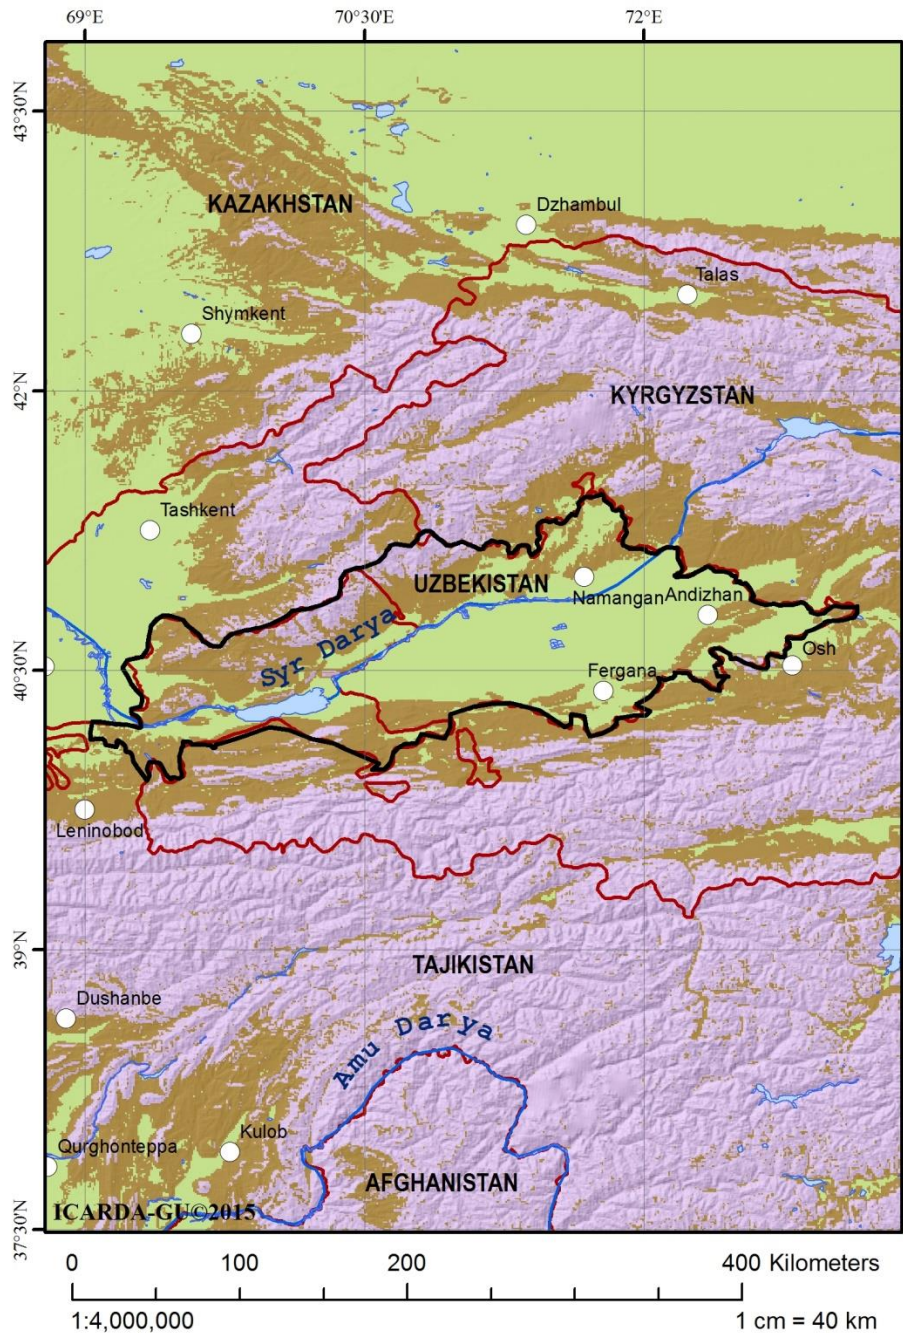 69°E 70°30'E 72°E
43°30'N
KAZAKHSTAN
Dzhambul
Talas
Shymkent
42°N
KYRGYZSTAN
Tashkent
UZBEKISTAN
Namangan
Andizhan
Syr Darya
40°30'N
Osh
Fergana
Leninobod
39°N
TAJIKISTAN
Dushanbe
Amu Darya
Kulob
Qurghonteppa
AFGHANISTAN
ICARDA-GU©2015
37°30'N
0 100 200 400 Kilometers
1:4,000,000 1 cm = 40 km